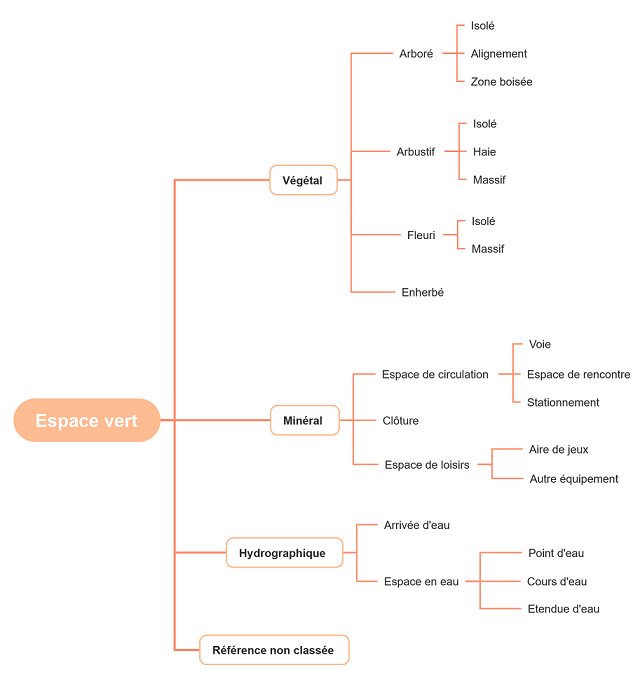 Espace vert
Végétal
Arboré
Isolé
Alignement
Zone boisée
Arbustif
Isolé
Haie
Massif
Fleuri
Isolé
Massif
Enherbé
Minéral
Espace de circulation
Voie
Espace de rencontre
Stationnement
Clôture
Espace de loisirs
Aire de jeux
Autre équipement
Hydrographique
Arrivée d'eau
Espace en eau
Point d'eau
Cours d'eau
Etendue d'eau
Référence non classée